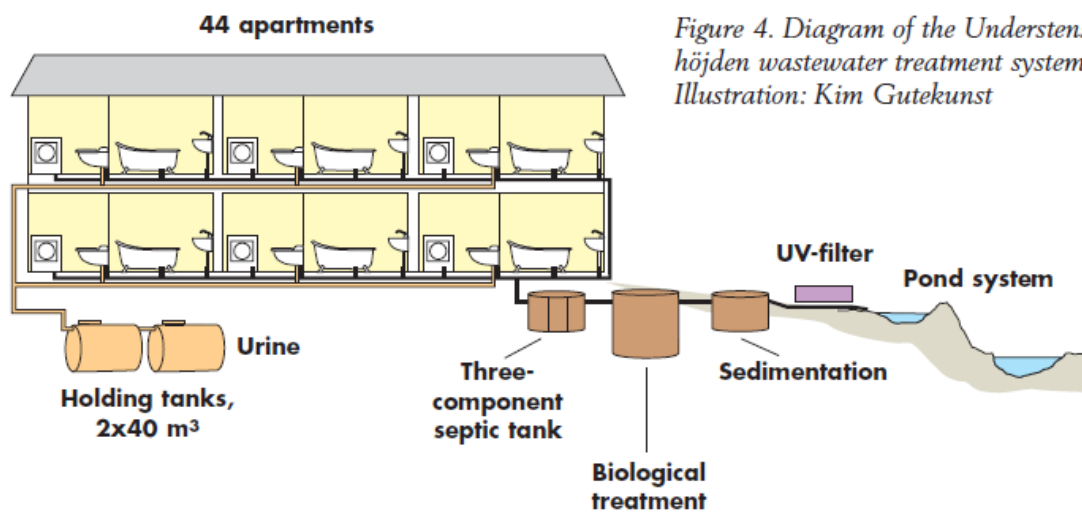 44 apartments
Figure 4. Diagram of the Understens
höjden wastewater treatment system
Illustration: Kim Gutekunst
UV-filter
Pond system
Urine
Holding tanks,
2x40 m³
Three-
component
septic tank
Sedimentation
Biological
treatment